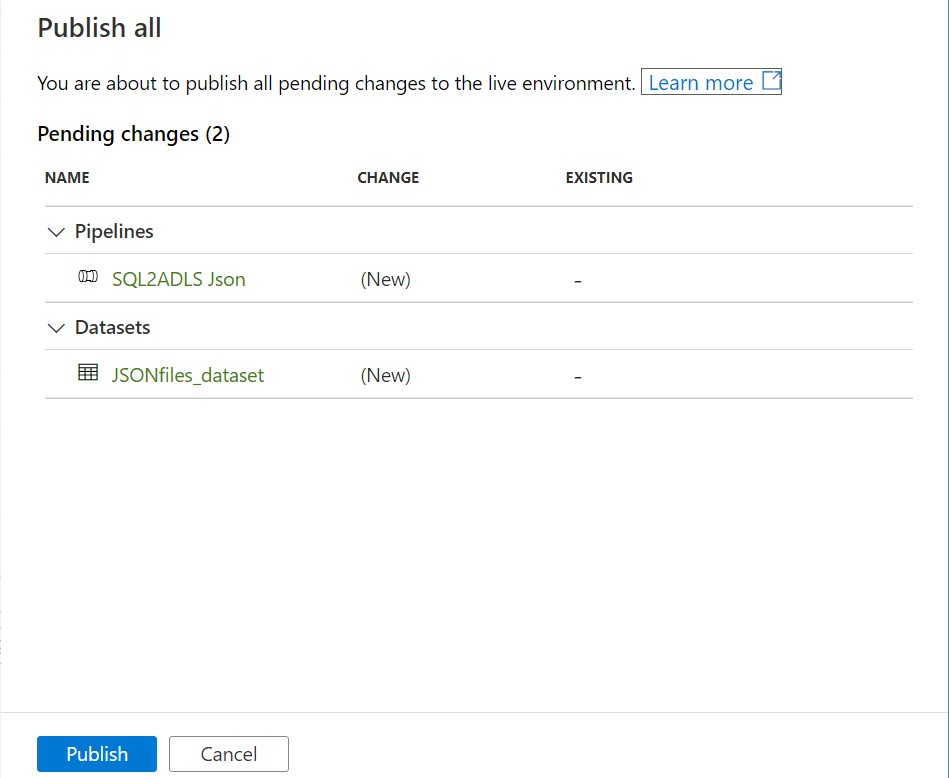 Publish all
You are about to publish all pending changes to the live environment. Learn more
Pending changes (2)
NAME CHANGE EXISTING
Pipelines
SQL2ADLS Json (New) -
Datasets
JSONfiles_dataset (New) -
Publish Cancel